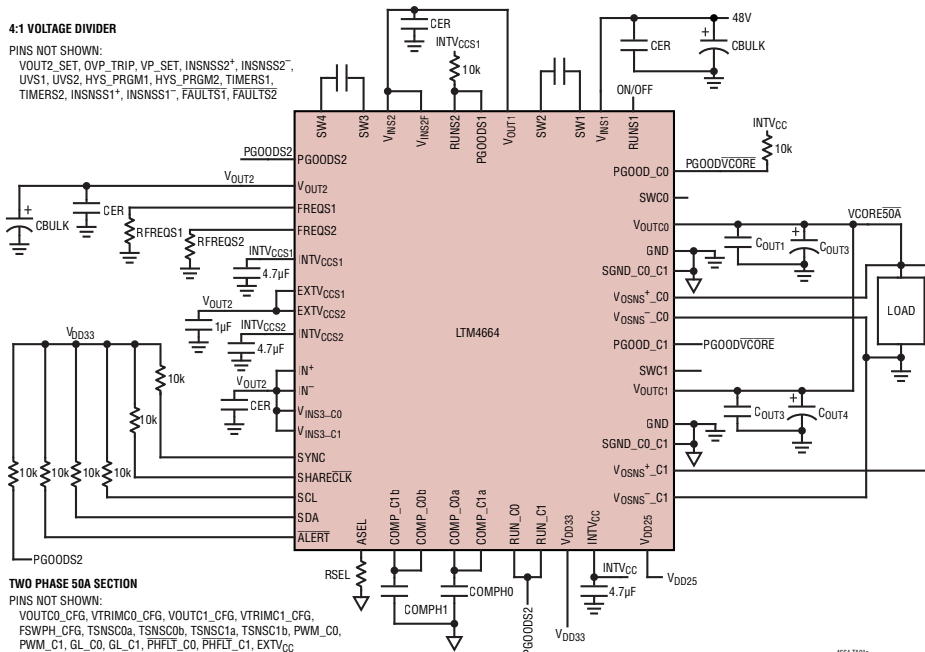 4:1 VOLTAGE DIVIDER
PINS NOT SHOWN:
VOUT2_SET, OVP_TRIP, VP_SET, INSNSS2+, INSNSS2–,
UVS1, UVS2, HYS_PRGM1, HYS_PRGM2, TIMERS1,
TIMERS2, INSNSS1+, INSNSS1–, FAULTS1, FAULTS2
CER
INTVCCS1
10k
48V
CER
+
CBULK
ON/OFF
SW4
SW3
VINS2
VINS2F
RUNS2
PGOODS1
VOUT1
SW2
SW1
VINS1
RUNS1
INTVCC
10k
PGOODS2
PGOODS2
PGOOD_C0
PGOODVCORE
VOUT2
VOUT2
SWC0
+
CBULK
CER
FREQS1
VOUTC0
VCORE50A
RFREQS1
FREQS2
RFREQS2
GND
COUT1
+
COUT3
INTVCCS1
INTVCCS1
4.7µF
SGND_C0_C1
EXTVCCS1
VOSNS+_C0
VOUT2
EXTVCCS2
VOSNS–_C0
LOAD
1µF
INTVCCS2
INTVCCS2
LTM4664
4.7µF
PGOOD_C1
PGOODVCORE
VDD33
IN+
SWC1
10k
VOUT2
IN–
VOUTC1
CER
VINS3_C0
COUT3
+
COUT4
10k
VINS3_C1
GND
SYNC
SGND_C0_C1
10k
10k
10k
10k
SHARECLK
VOSNS+_C1
SCL
VOSNS–_C1
SDA
ALERT
ASEL
COMP_C1b
COMP_C0b
COMP_C0a
COMP_C1a
RUN_C0
RUN_C1
VDD33
INTVCC
VDD25
PGOODS2
RSEL
COMPH1
COMPH0
PGOODS2
VDD33
INTVCC
4.7µF
VDD25
TWO PHASE 50A SECTION
PINS NOT SHOWN:
VOUTC0_CFG, VTRIMC0_CFG, VOUTC1_CFG, VTRIMC1_CFG,
FSWPH_CFG, TSNSC0a, TSNSC0b, TSNSC1a, TSNSC1b, PWM_C0,
PWM_C1, GL_C0, GL_C1, PHFLT_C0, PHFLT_C1, EXTVCC